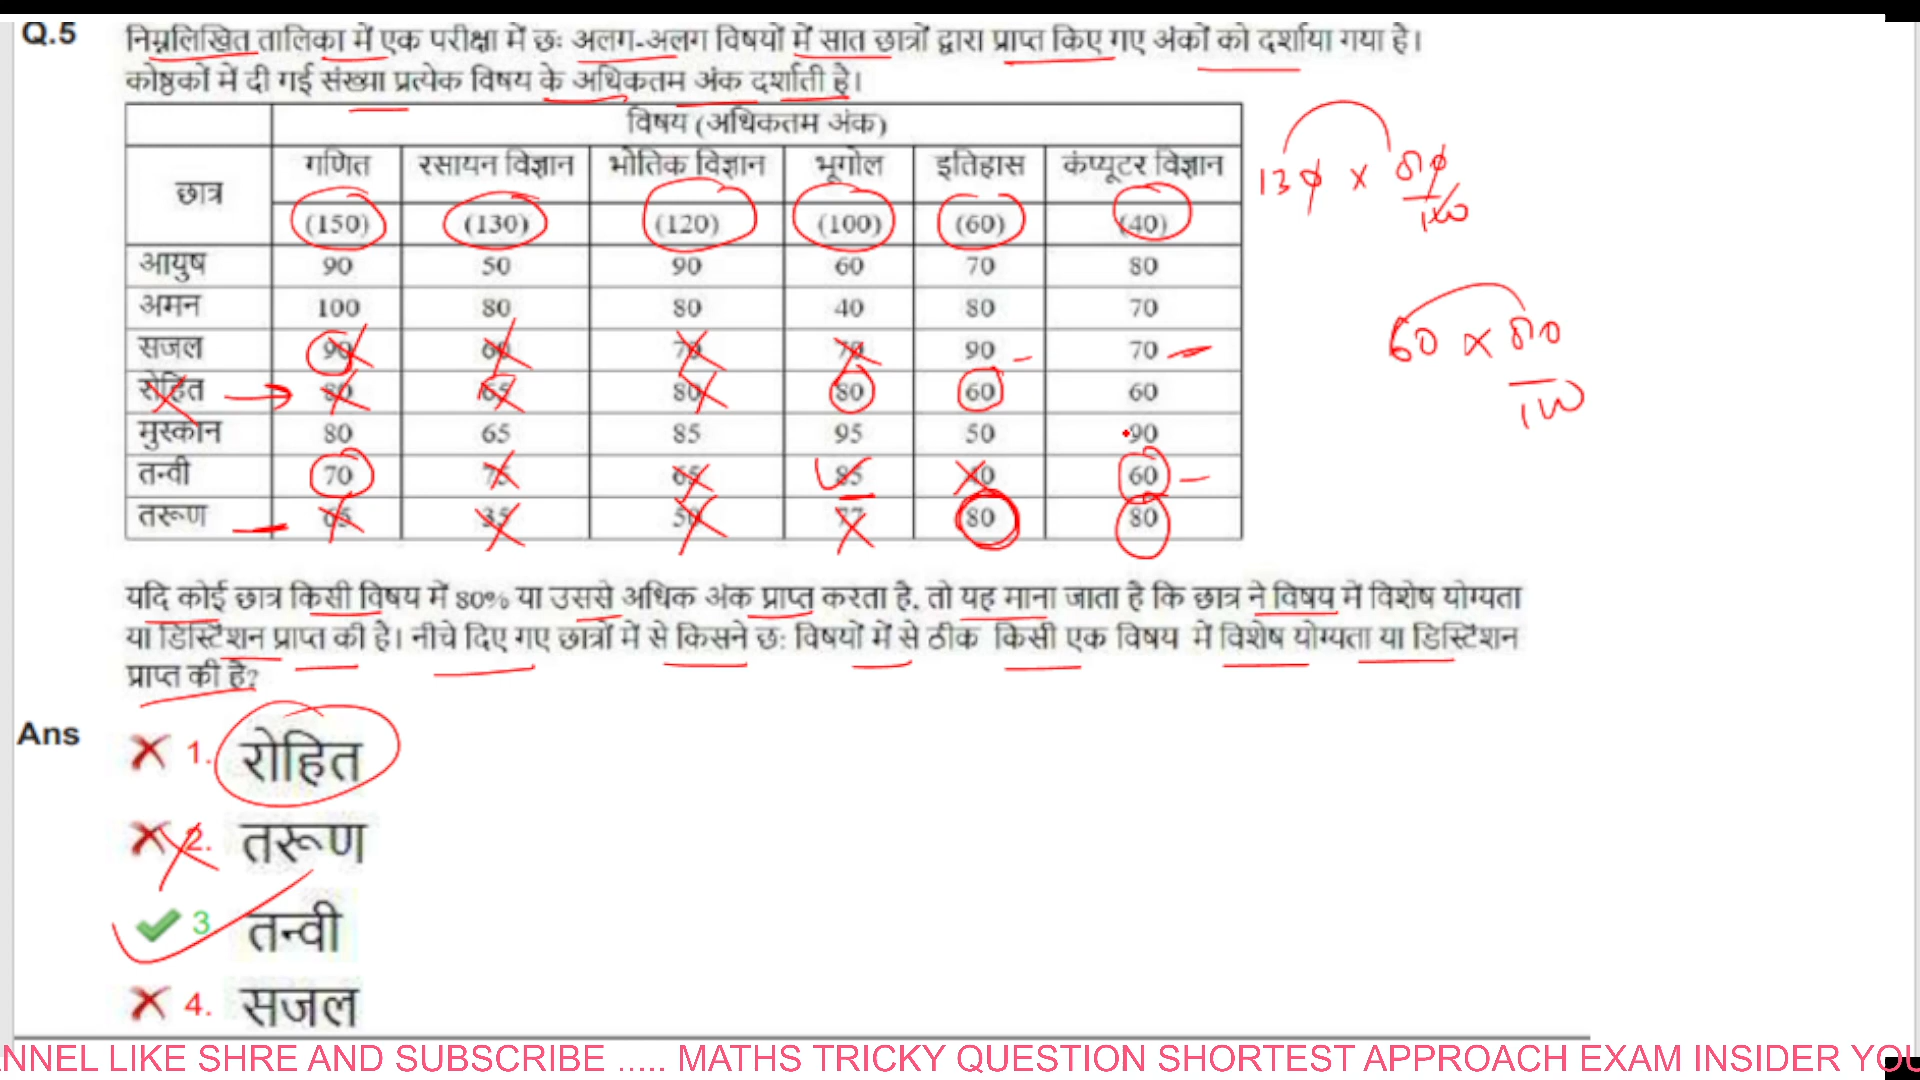 Q.5 निम्नलिखित तालिका में एक परीक्षा में छः अलग-अलग विषयों में सात छात्रों द्वारा प्राप्त किए गए अंकों को दर्शाया गया है।
कोष्ठकों में दी गई संख्या प्रत्येक विषय के अधिकतम अंक दर्शाती है।
विषय (अधिकतम अंक)
छात्र गणित रसायन विज्ञान भौतिक विज्ञान भूगोल इतिहास कंप्यूटर विज्ञान
(150) (130) (120) (100) (60) (40)
आयुष 90 50 90 60 70 80
अमन 100 80 80 40 80 70
सजल 90 60 70 70 90 70
रोहित 80 65 80 80 60 60
मुस्कान 80 65 85 95 50 90
तन्वी 70 75 65 85 40 60
तरूण 65 35 50 77 80 80
130 x 80
100
60 x 80
100
यदि कोई छात्र किसी विषय में 80% या उससे अधिक अंक प्राप्त करता है, तो यह माना जाता है कि छात्र ने विषय में विशेष योग्यता
या डिस्टिंशन प्राप्त की है। नीचे दिए गए छात्रों में से किसने छः विषयों में से ठीक किसी एक विषय में विशेष योग्यता या डिस्टिंशन
प्राप्त की है?
Ans 1. रोहित
2. तरूण
3 तन्वी
4. सजल
NNEL LIKE SHRE AND SUBSCRIBE ..... MATHS TRICKY QUESTION SHORTEST APPROACH EXAM INSIDER YOU